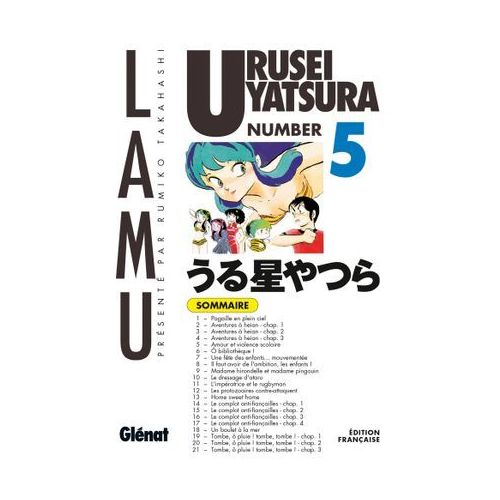 LAMU
PRÉSENTÉ PAR RUMIKO TAKAHASHI
URUSEI
YATSURA
NUMBER 5
うる星やつら
SOMMAIRE
1 – Pagaille en plein ciel
2 – Aventures à heian - chap. 1
3 – Aventures à heian - chap. 2
4 – Aventures à heian - chap. 3
5 – Amour et violence scolaire
6 – Ô bibliothèque !
7 – Une fête des enfants... mouvementée
8 – Il faut avoir de l'ambition, les enfants !
9 – Madame hirondelle et madame pingouin
10 – Le dressage d'ataru
11 – L'impératrice et le rugbyman
12 – Les protozoaires contre-attaquent
13 – Home sweet home
14 – Le complot anti-fiançailles - chap. 1
15 – Le complot anti-fiançailles - chap. 2
16 – Le complot anti-fiançailles - chap. 3
17 – Le complot anti-fiançailles - chap. 4
18 – Un boulet à la mer
19 – Tombe, ô pluie ! tombe, tombe ! - chap. 1
20 – Tombe, ô pluie ! tombe, tombe ! - chap. 2
21 – Tombe, ô pluie ! tombe, tombe ! - chap. 3
Glénat
ÉDITION
FRANÇAISE